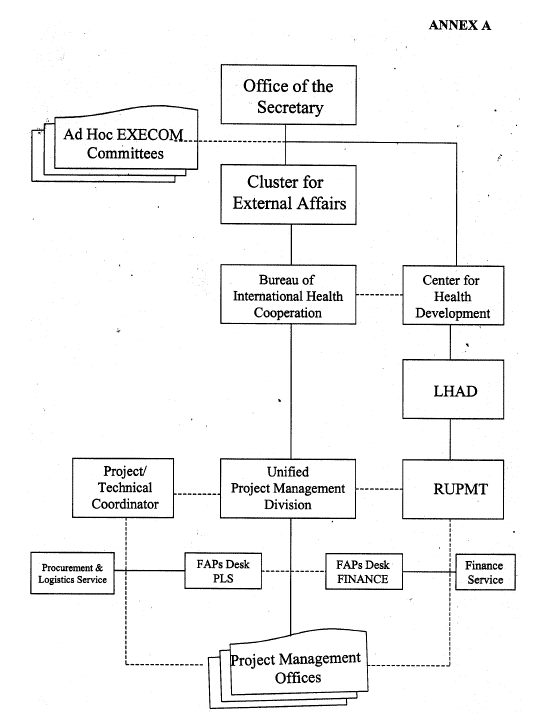 ANNEX A
Office of the
Secretary
Ad Hoc EXECOM
Committees
Cluster for
External Affairs
Bureau of
International Health
Cooperation
Center for
Health
Development
LHAD
Project/
Technical
Coordinator
Unified
Project Management
Division
RUPMT
Procurement &
Logistics Service
FAPs Desk
PLS
FAPs Desk
FINANCE
Finance
Service
Project Management
Offices